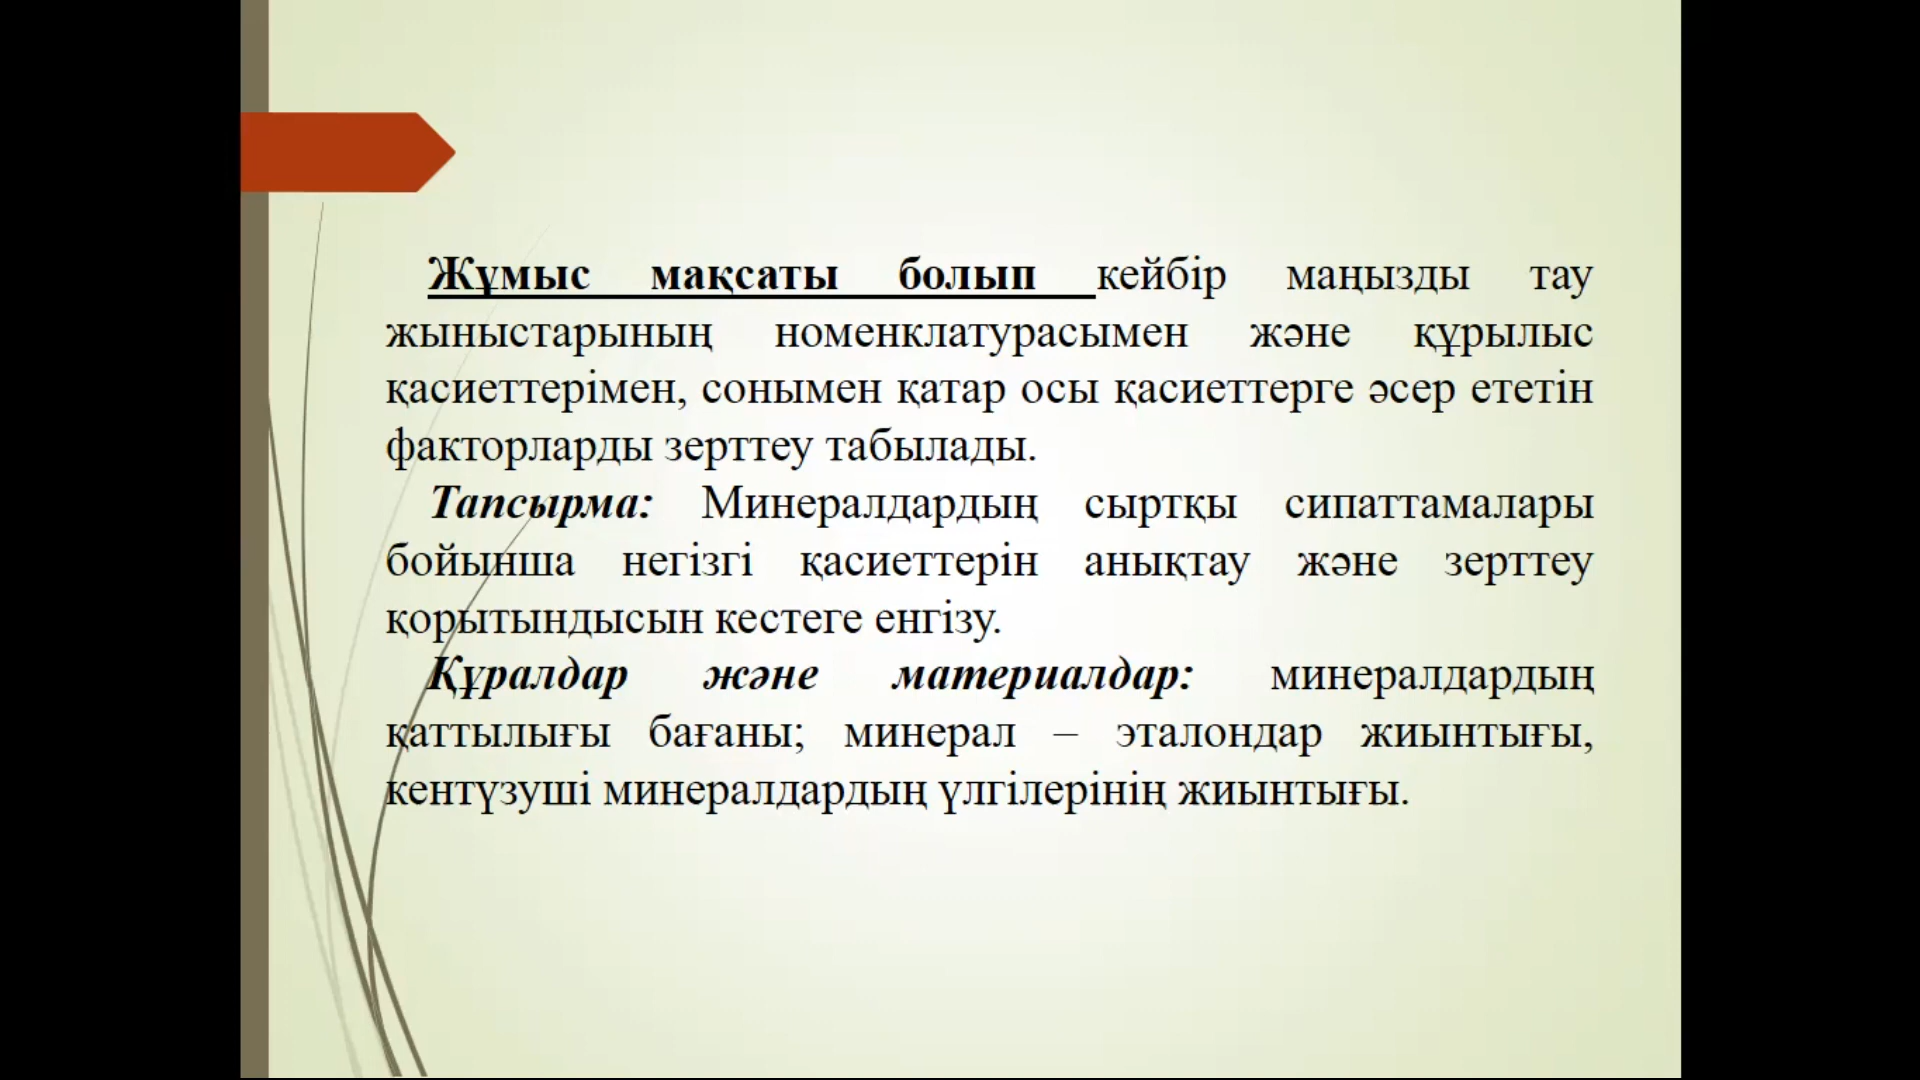 Жұмыс мақсаты болып кейбір маңызды тау
жыныстарының номенклатурасымен және құрылыс
қасиеттерімен, сонымен қатар осы қасиеттерге әсер ететін
факторларды зерттеу табылады.
Тапсырма: Минералдардың сыртқы сипаттамалары
бойынша негізгі қасиеттерін анықтау және зерттеу
қорытындысын кестеге енгізу.
Құралдар және материалдар: минералдардың
қаттылығы бағаны; минерал – эталондар жиынтығы,
кентүзуші минералдардың үлгілерінің жиынтығы.